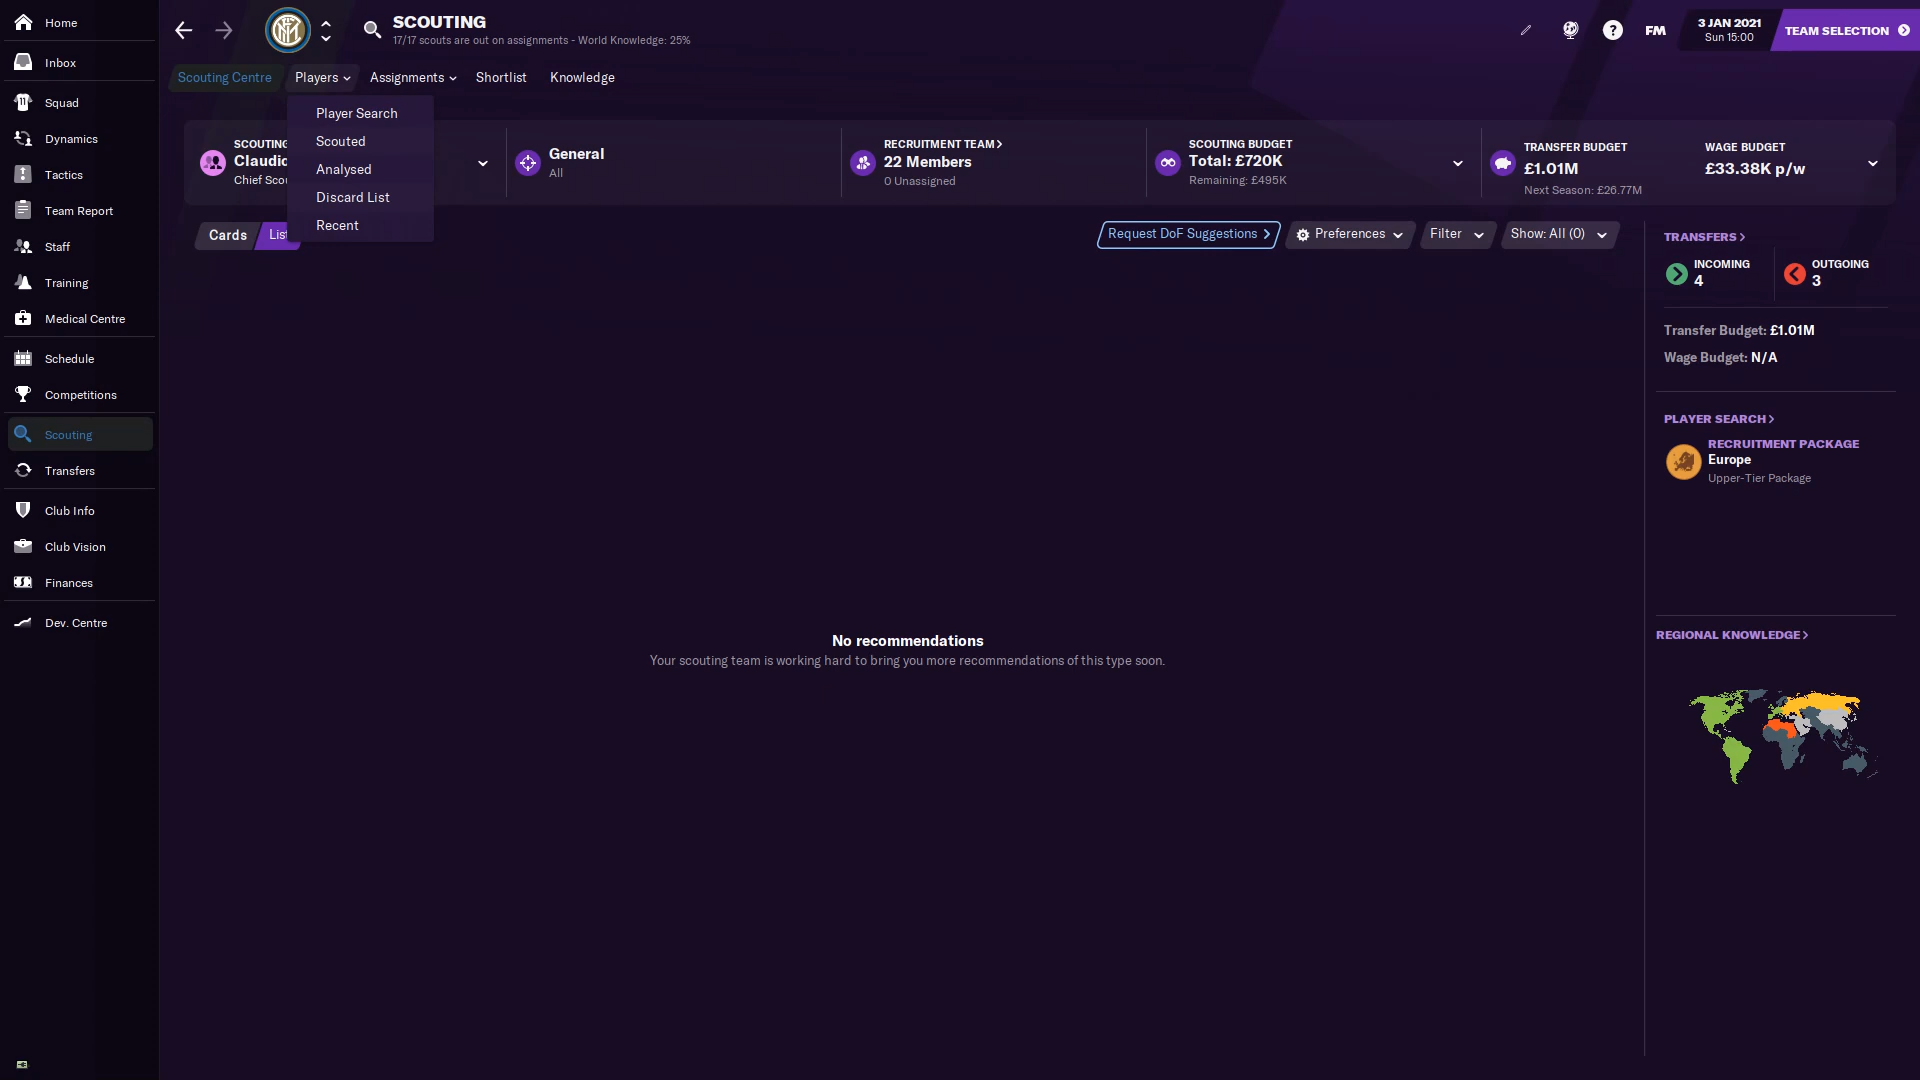 Home
Inbox
Squad
Dynamics
Tactics
Team Report
Staff
Training
Medical Centre
Schedule
Competitions
Scouting
Transfers
Club Info
Club Vision
Finances
Dev. Centre
SCOUTING
17/17 scouts are out on assignments - World Knowledge: 25%
FM
3 JAN 2021
Sun 15:00
TEAM SELECTION
Scouting Centre
Players
Assignments
Shortlist
Knowledge
Player Search
Scouted
Analysed
Discard List
Recent
SCOUTING
Chief
General
All
RECRUITMENT TEAM
22 Members
0 Unassigned
SCOUTING BUDGET
Total: £720K
Remaining: £495K
TRANSFER BUDGET
£1.01M
Next Season: £26.77M
WAGE BUDGET
£33.38K p/w
Cards
List
Request DoF Suggestions
Preferences
Filter
Show: All (0)
No recommendations
Your scouting team is working hard to bring you more recommendations of this type soon.
TRANSFERS
INCOMING
4
OUTGOING
3
Transfer Budget: £1.01M
Wage Budget: N/A
PLAYER SEARCH
RECRUITMENT PACKAGE
Europe
Upper-Tier Package
REGIONAL KNOWLEDGE